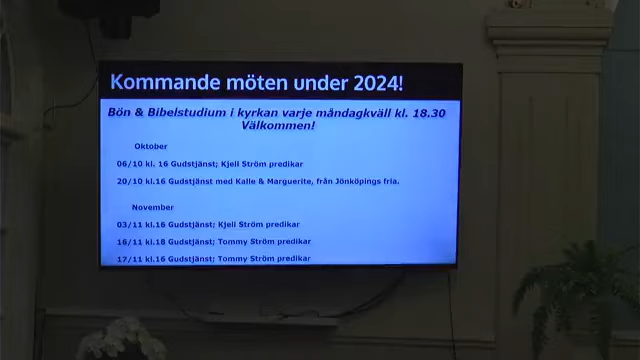 Kommande möten under 2024!
Bön & Bibelstudium i kyrkan varje måndagkväll kl. 18.30
Välkommen!
Oktober
06/10 kl. 16 Gudstjänst; Kjell Ström predikar
20/10 kl.16 Gudstjänst med Kalle & Marguerite, från Jönköpings fria.
November
03/11 kl.16 Gudstjänst; Kjell Ström predikar
16/11 kl.18 Gudstjänst; Tommy Ström predikar
17/11 kl.16 Gudstjänst; Tommy Ström predikar